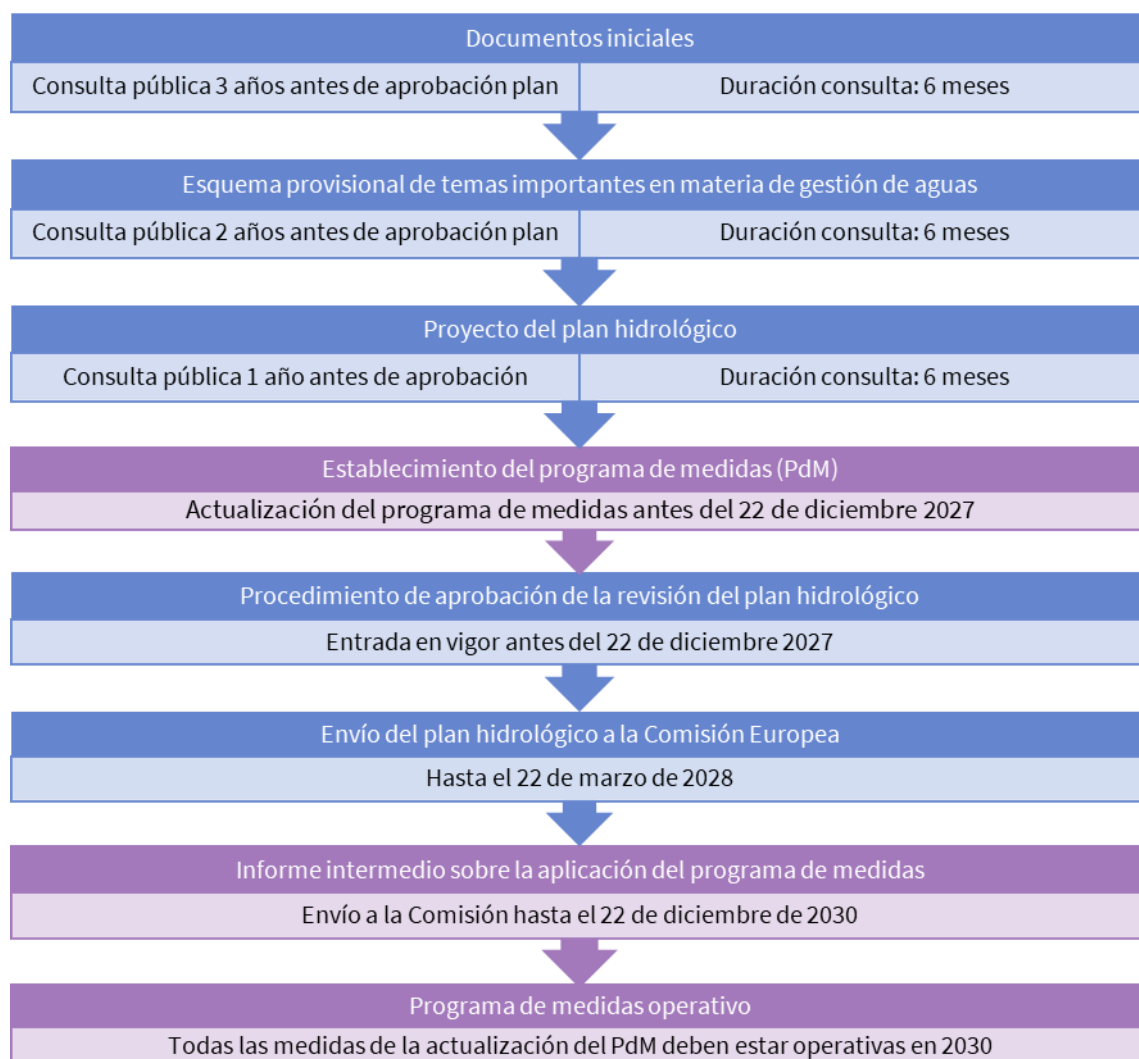 Documentos iniciales
Consulta pública 3 años antes de aprobación plan
Duración consulta: 6 meses
Esquema provisional de temas importantes en materia de gestión de aguas
Consulta pública 2 años antes de aprobación plan
Duración consulta: 6 meses
Proyecto del plan hidrológico
Consulta pública 1 año antes de aprobación
Duración consulta: 6 meses
Establecimiento del programa de medidas (PdM)
Actualización del programa de medidas antes del 22 de diciembre 2027
Procedimiento de aprobación de la revisión del plan hidrológico
Entrada en vigor antes del 22 de diciembre 2027
Envío del plan hidrológico a la Comisión Europea
Hasta el 22 de marzo de 2028
Informe intermedio sobre la aplicación del programa de medidas
Envío a la Comisión hasta el 22 de diciembre de 2030
Programa de medidas operativo
Todas las medidas de la actualización del PdM deben estar operativas en 2030